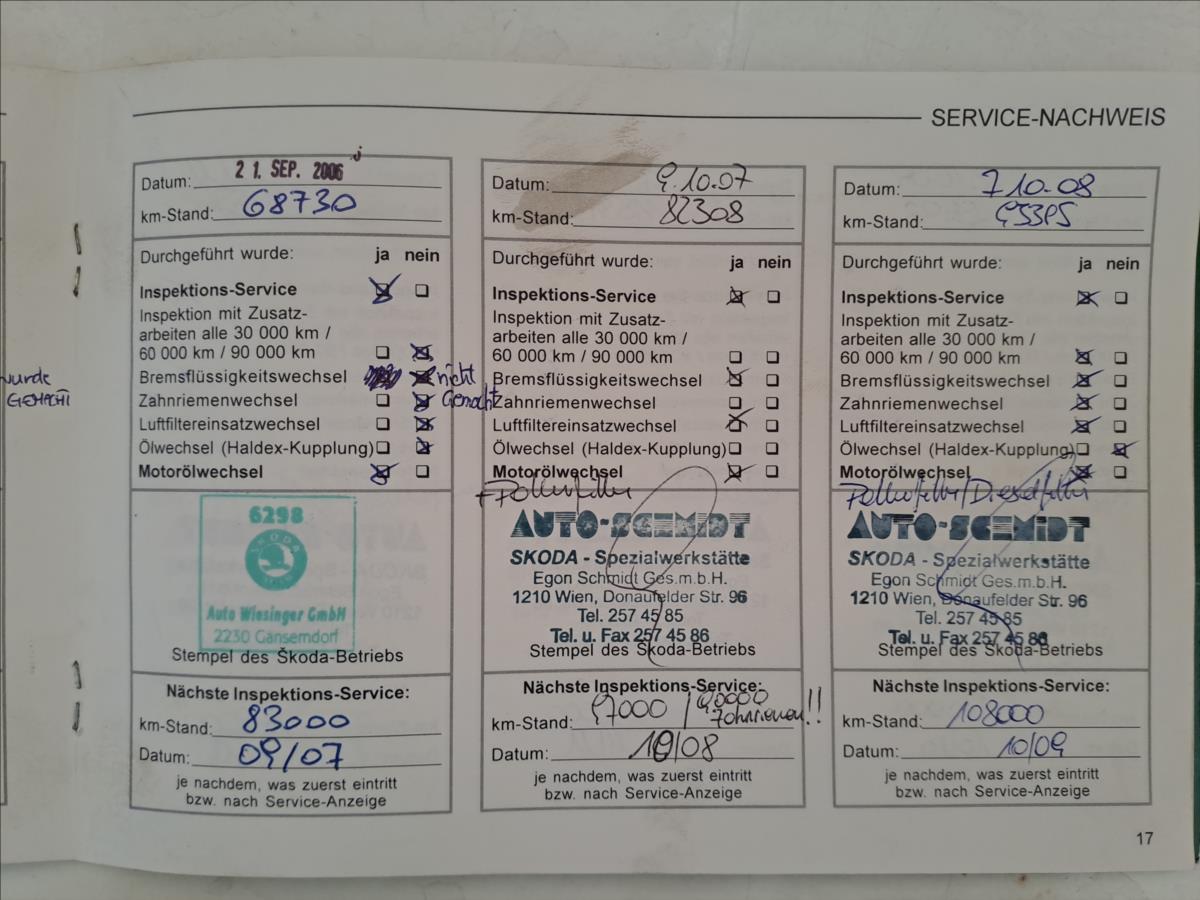 SERVICE-NACHWEIS
wurde
GEMACHT
Datum: 21. SEP. 2006
km-Stand: 68730
Durchgeführt wurde: ja nein
Inspektions-Service
Inspektion mit Zusatz-
arbeiten alle 30 000 km /
60 000 km / 90 000 km
Bremsflüssigkeitswechsel nicht
Zahnriemenwechsel Gemacht
Luftfiltereinsatzwechsel
Ölwechsel (Haldex-Kupplung)
Motorölwechsel
6298
SKODA
Auto Wiesinger GmbH
2230 Gänserndorf
Stempel des Škoda-Betriebs
Nächste Inspektions-Service:
km-Stand: 83000
Datum: 09/07
je nachdem, was zuerst eintritt
bzw. nach Service-Anzeige
Datum: 9.10.07
km-Stand: 82308
Durchgeführt wurde: ja nein
Inspektions-Service
Inspektion mit Zusatz-
arbeiten alle 30 000 km /
60 000 km / 90 000 km
Bremsflüssigkeitswechsel
Zahnriemenwechsel
Luftfiltereinsatzwechsel
Ölwechsel (Haldex-Kupplung)
Motorölwechsel
+Pollenfilter
AUTO-SCHMIDT
SKODA - Spezialwerkstätte
Egon Schmidt Ges.m.b.H.
1210 Wien, Donaufelder Str. 96
Tel. 257 45 85
Tel. u. Fax 257 45 86
Stempel des Skoda-Betriebs
Nächste Inspektions-Service:
km-Stand: 97000 / 90000
Zahnriemen!!
Datum: 10/08
je nachdem, was zuerst eintritt
bzw. nach Service-Anzeige
Datum: 7.10.08
km-Stand: 95395
Durchgeführt wurde: ja nein
Inspektions-Service
Inspektion mit Zusatz-
arbeiten alle 30 000 km /
60 000 km / 90 000 km
Bremsflüssigkeitswechsel
Zahnriemenwechsel
Luftfiltereinsatzwechsel
Ölwechsel (Haldex-Kupplung)
Motorölwechsel
Pollenfilter/Dieselfilter
AUTO-SCHMIDT
SKODA - Spezialwerkstätte
Egon Schmidt Ges.m.b.H.
1210 Wien, Donaufelder Str. 96
Tel. 257 45 85
Tel. u. Fax 257 45 86
Stempel des Skoda-Betriebs
Nächste Inspektions-Service:
km-Stand: 108000
Datum: 10/09
je nachdem, was zuerst eintritt
bzw. nach Service-Anzeige
17